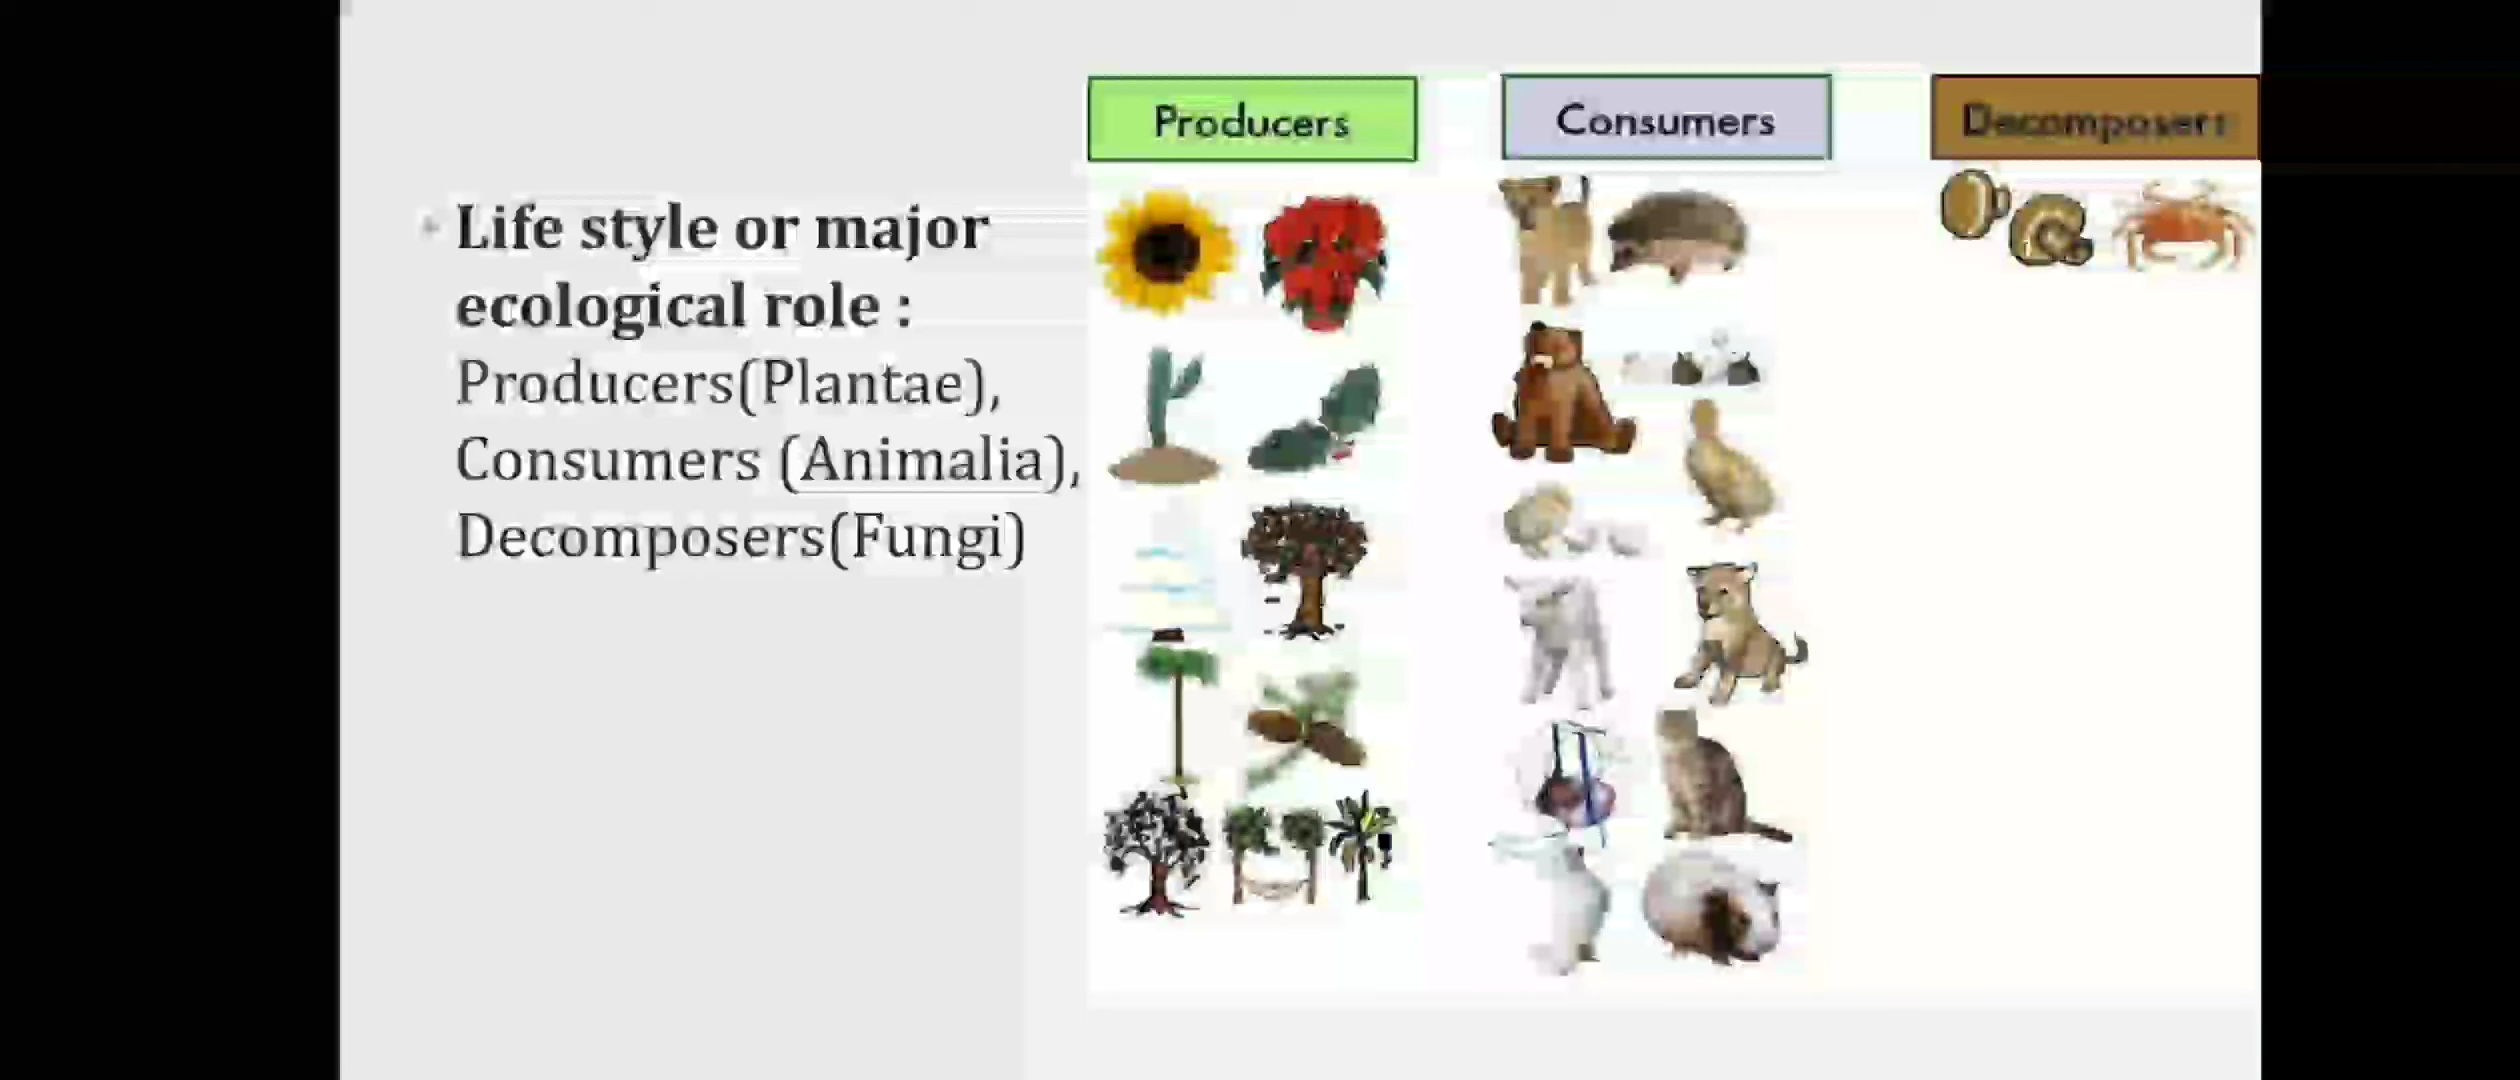 Life style or major
ecological role :
Producers(Plantae),
Consumers (Animalia),
Decomposers(Fungi)
Producers
Consumers
Decomposers